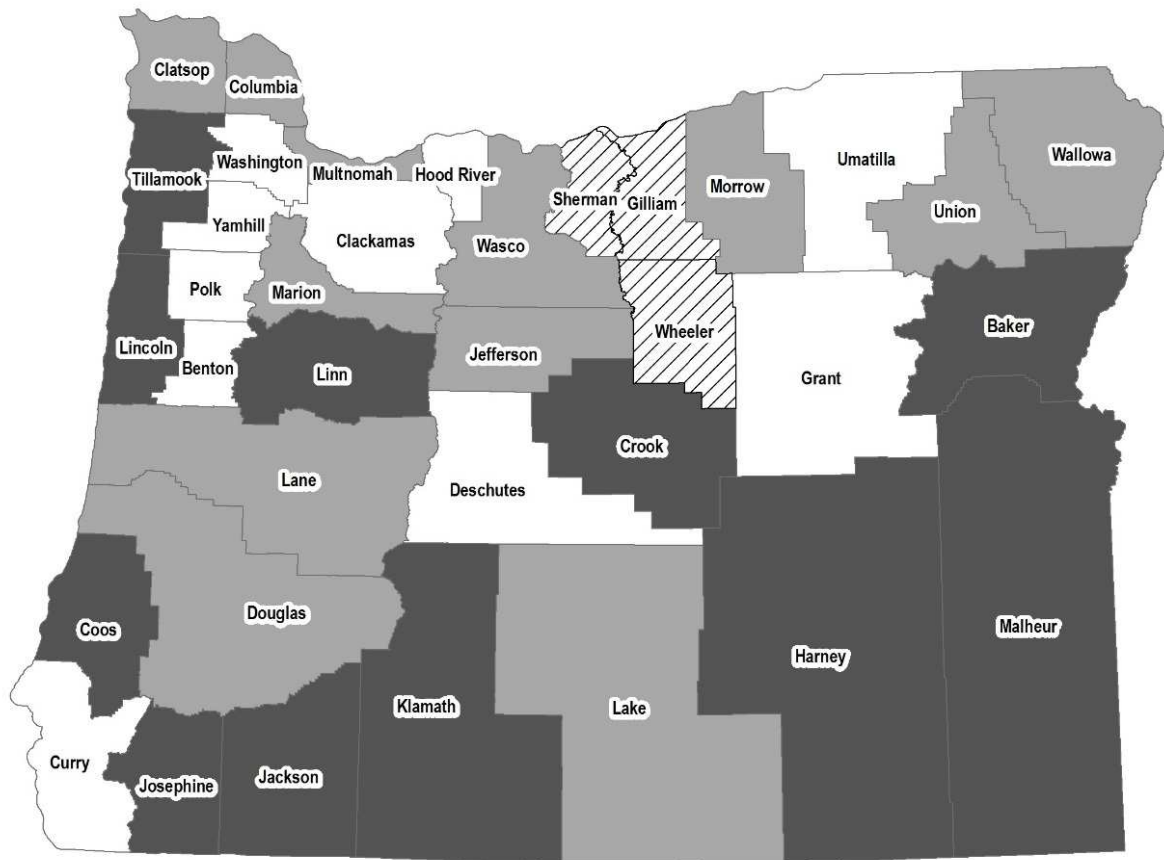 Clatsop
Columbia
Washington
Tillamook
Multnomah
Hood River
Sherman
Gilliam
Morrow
Umatilla
Wallowa
Union
Yamhill
Clackamas
Wasco
Polk
Marion
Lincoln
Benton
Linn
Jefferson
Wheeler
Grant
Baker
Crook
Lane
Deschutes
Coos
Douglas
Klamath
Lake
Harney
Malheur
Curry
Josephine
Jackson